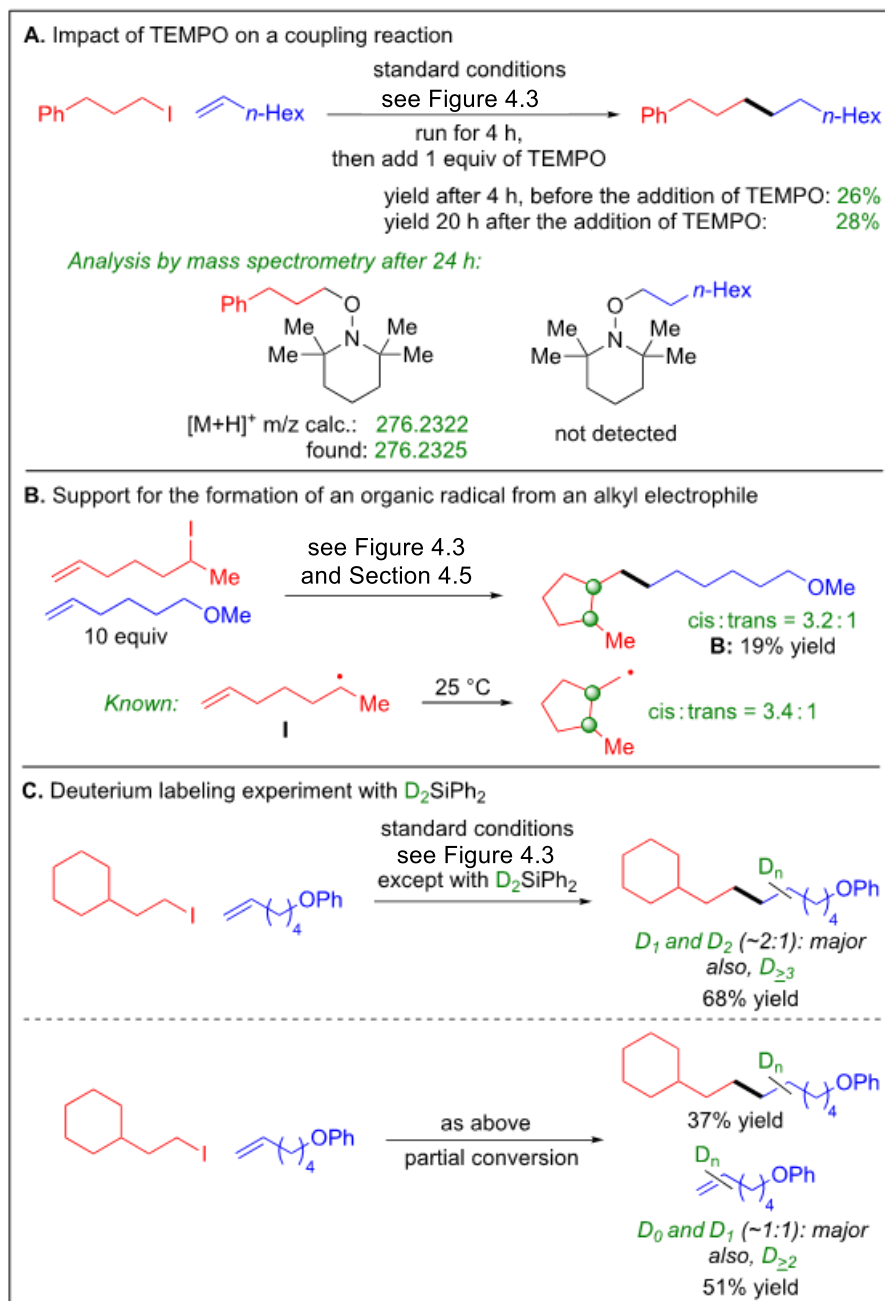 A. Impact of TEMPO on a coupling reaction
standard conditions
see Figure 4.3
run for 4 h,
then add 1 equiv of TEMPO
Ph
I
n-Hex
Ph
n-Hex
yield after 4 h, before the addition of TEMPO: 26%
yield 20 h after the addition of TEMPO: 28%
Analysis by mass spectrometry after 24 h:
Ph
O
N
Me
Me
Me
Me
n-Hex
O
N
Me
Me
Me
Me
[M+H]+ m/z calc.: 276.2322
found: 276.2325
not detected
B. Support for the formation of an organic radical from an alkyl electrophile
I
Me
OMe
10 equiv
see Figure 4.3
and Section 4.5
OMe
Me
cis:trans = 3.2:1
B: 19% yield
Known:
Me
I
25 °C
Me
cis:trans = 3.4:1
C. Deuterium labeling experiment with D2SiPh2
I
OPh
4
standard conditions
see Figure 4.3
except with D2SiPh2
Dn
OPh
4
D1 and D2 (~2:1): major
also, D≥3
68% yield
I
OPh
4
as above
partial conversion
Dn
OPh
4
37% yield
Dn
OPh
4
D0 and D1 (~1:1): major
also, D≥2
51% yield